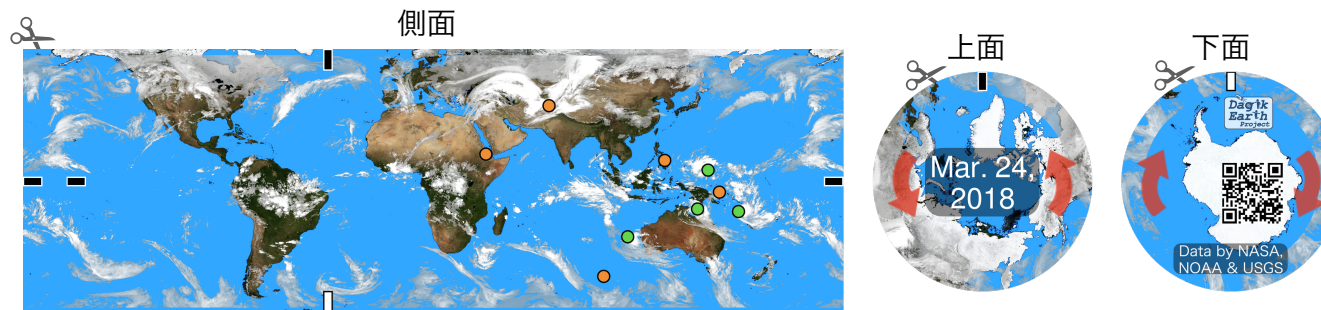 側面
上面
下面
Mar. 24,
2018
Dagik
Earth
Project
Data by NASA,
NOAA & USGS